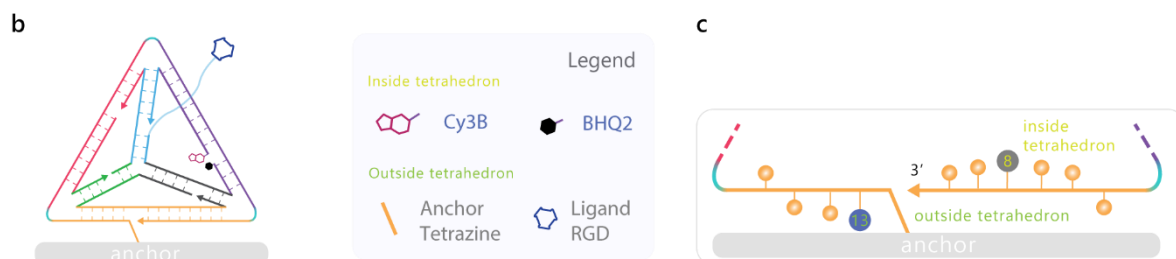 b
Legend
Inside tetrahedron
Cy3B
BHQ2
Outside tetrahedron
Anchor
Tetrazine
Ligand
RGD
anchor
c
inside
tetrahedron
3′
8
13
outside tetrahedron
anchor